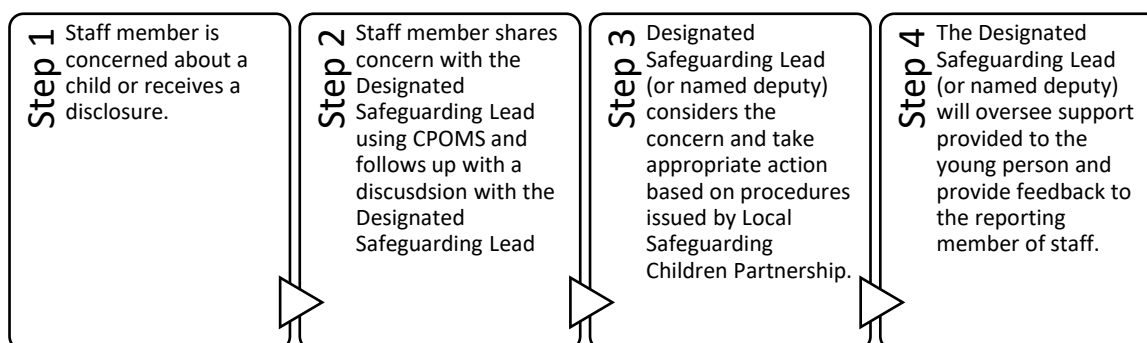 Step 1
Staff member is
concerned about a
child or receives a
disclosure.
Step 2
Staff member shares
concern with the
Designated
Safeguarding Lead
using CPOMS and
follows up with a
discusdsion with the
Designated
Safeguarding Lead
Step 3
Designated
Safeguarding Lead
(or named deputy)
considers the
concern and take
appropriate action
based on procedures
issued by Local
Safeguarding
Children Partnership.
Step 4
The Designated
Safeguarding Lead
(or named deputy)
will oversee support
provided to the
young person and
provide feedback to
the reporting
member of staff.